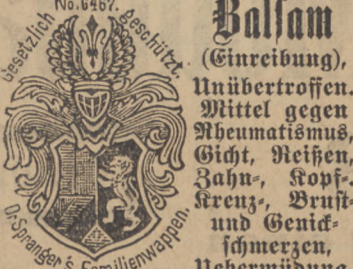 No. 6467.
Gesetzlich geschützt.
Dr. Spranger's Familienwappen.
Balsam
(Einreibung),
Unübertroffen.
Mittel gegen
Rheumatismus,
Gicht, Reißen,
Zahn-, Kopf-,
Kreuz-, Brust-
und Genick-
schmerzen,
Uebermüdung